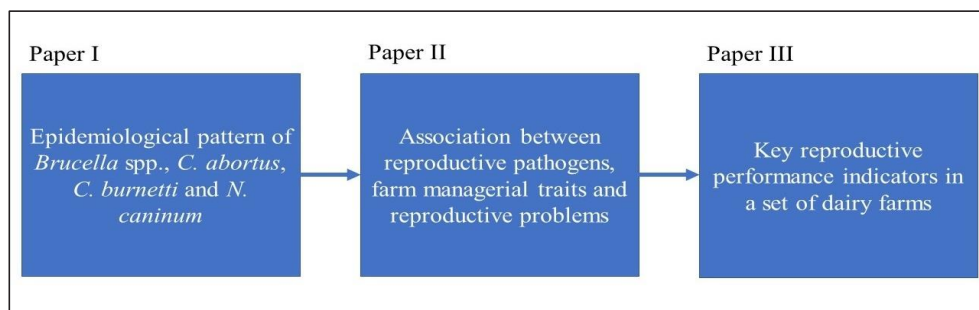 Paper I
Epidemiological pattern of
Brucella spp., C. abortus,
C. burnetti and N.
caninum
Paper II
Association between
reproductive pathogens,
farm managerial traits and
reproductive problems
Paper III
Key reproductive
performance indicators in
a set of dairy farms